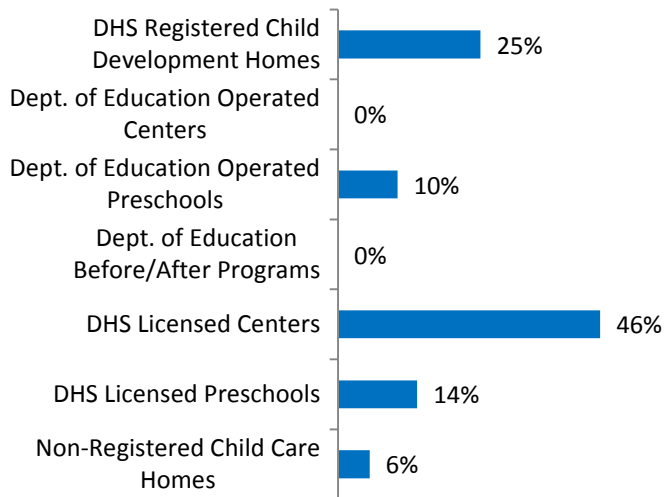 DHS Registered Child
Development Homes
25%
Dept. of Education Operated
Centers
0%
Dept. of Education Operated
Preschools
10%
Dept. of Education
Before/After Programs
0%
DHS Licensed Centers
46%
DHS Licensed Preschools
14%
Non-Registered Child Care
Homes
6%